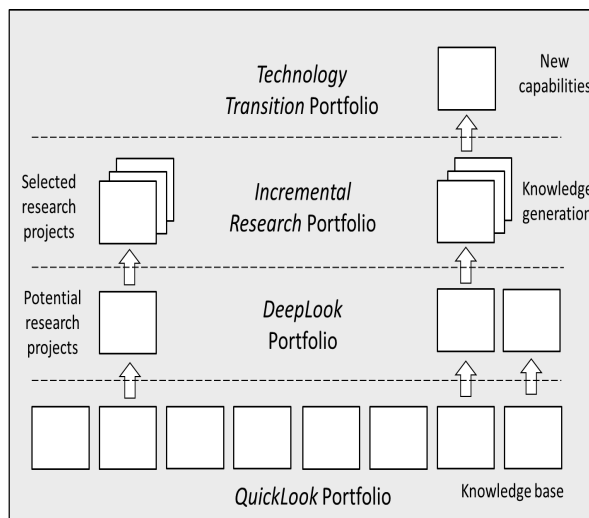 Technology
Transition Portfolio
New
capabilities
Selected
research
projects
Incremental
Research Portfolio
Knowledge
generation
Potential
research
projects
DeepLook
Portfolio
QuickLook Portfolio
Knowledge base